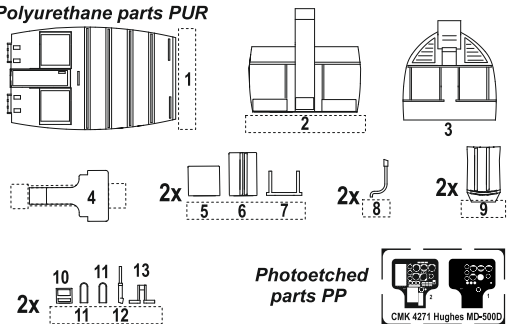 Polyurethane parts PUR
1
2
3
4
2x
5
6
7
2x
8
2x
9
2x
10
11
13
11
12
Photoetched
parts PP
2
1
CMK 4271 Hughes MD-500D